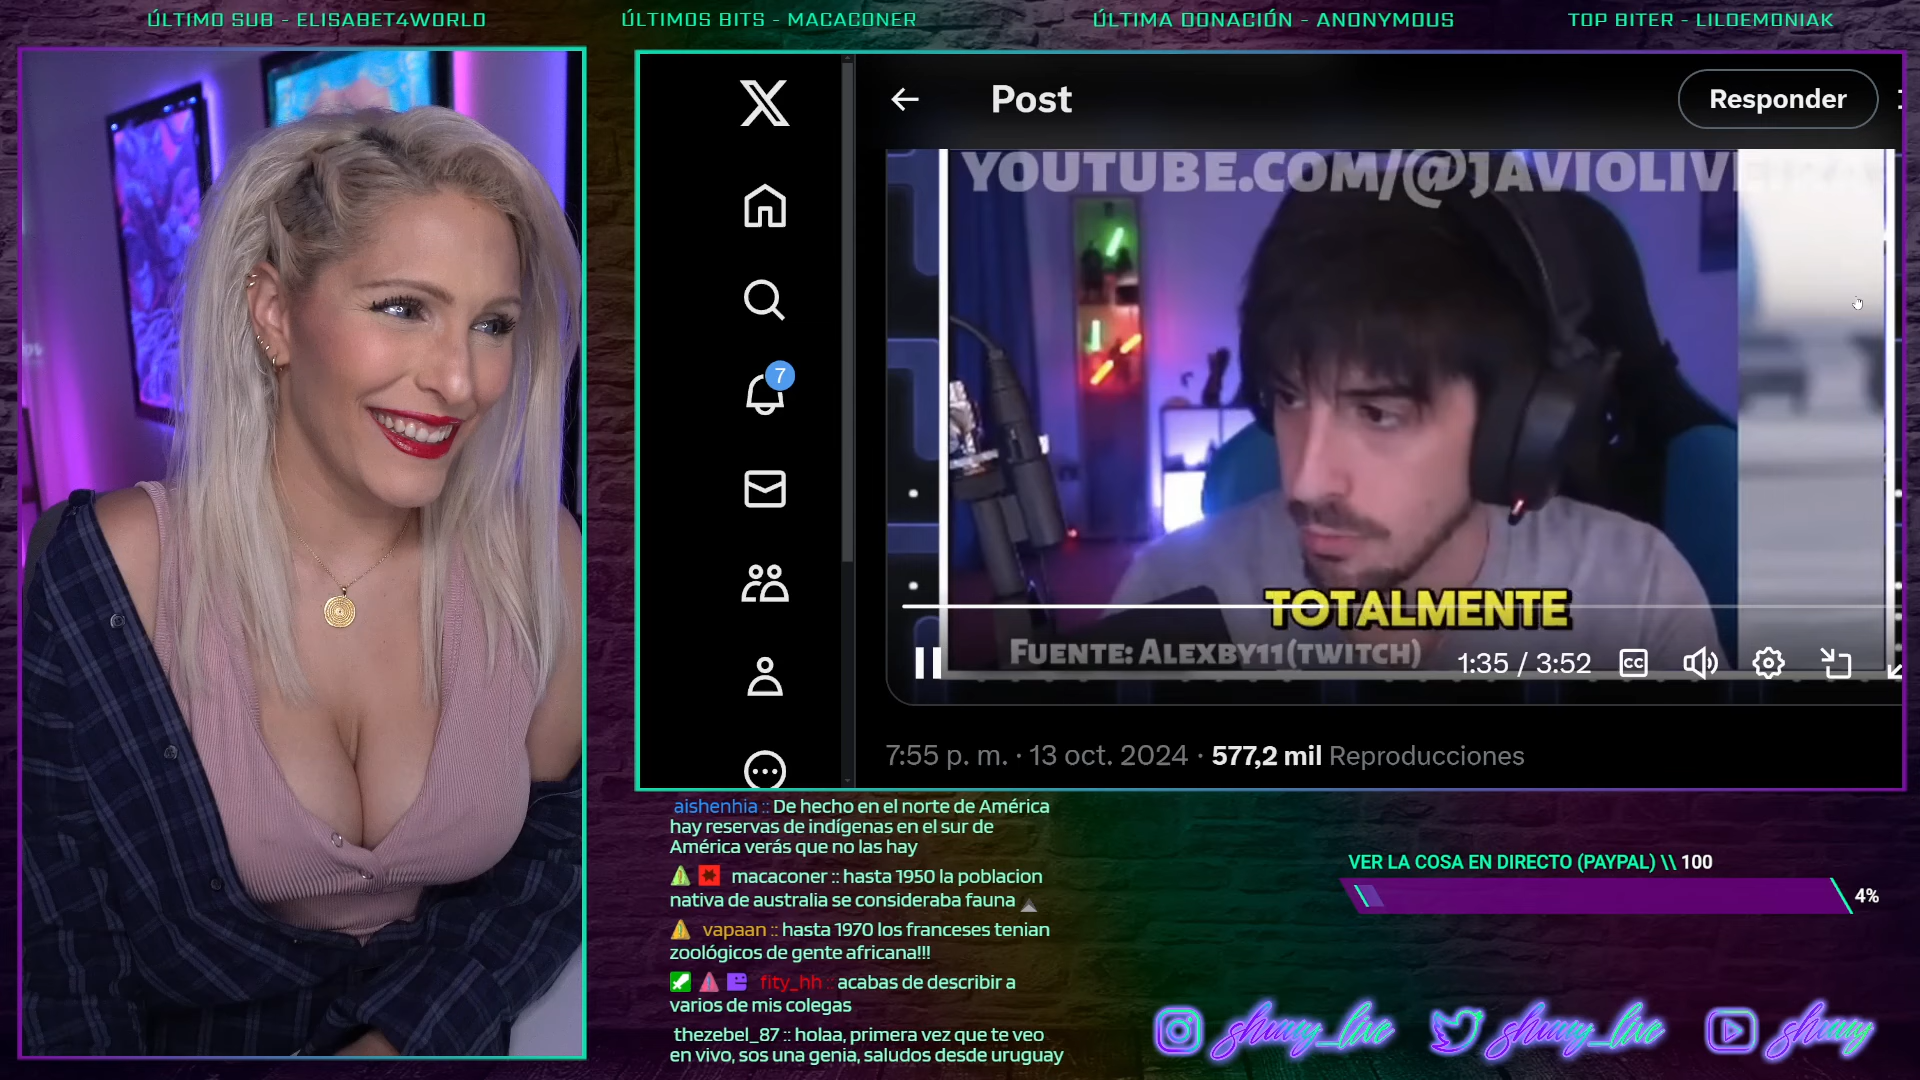 ÚLTIMO SUB - ELISABET4WORLD
ÚLTIMOS BITS - MACACONER
ÚLTIMA DONACIÓN - ANONYMOUS
TOP BITER - LILDEMONIAK
Post
Responder
YOUTUBE.COM/@JAVIOLIVEIRA
7
TOTALMENTE
FUENTE: ALEXBY11(TWITCH)
1:35 / 3:52
CC
7:55 p. m. · 13 oct. 2024 · 577,2 mil Reproducciones
aishenhia :: De hecho en el norte de América
hay reservas de indígenas en el sur de
América verás que no las hay
macaconer :: hasta 1950 la poblacion
nativa de australia se consideraba fauna
vapaan :: hasta 1970 los franceses tenian
zoológicos de gente africana!!!
fity_hh :: acabas de describir a
varios de mis colegas
thezebel_87 :: holaa, primera vez que te veo
en vivo, sos una genia, saludos desde uruguay
VER LA COSA EN DIRECTO (PAYPAL) \\ 100
4%